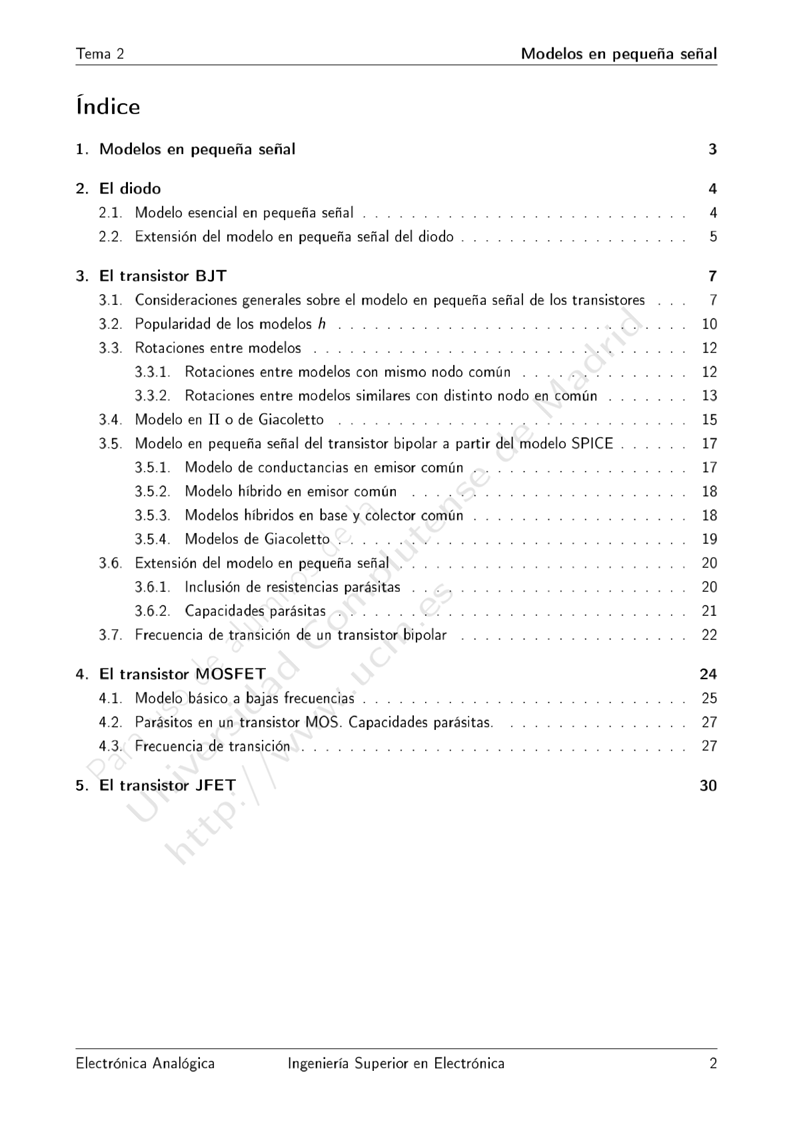 Tema 2 Modelos en pequeña señal
Índice
1. Modelos en pequeña señal 3
2. El diodo 4
2.1. Modelo esencial en pequeña señal . . . . . . . . . . . . . . . . . . . . . . . . . . . 4
2.2. Extensión del modelo en pequeña señal del diodo . . . . . . . . . . . . . . . . . . . 5
3. El transistor BJT 7
3.1. Consideraciones generales sobre el modelo en pequeña señal de los transistores . . . 7
3.2. Popularidad de los modelos h . . . . . . . . . . . . . . . . . . . . . . . . . . . . . 10
3.3. Rotaciones entre modelos . . . . . . . . . . . . . . . . . . . . . . . . . . . . . . . 12
3.3.1. Rotaciones entre modelos con mismo nodo común . . . . . . . . . . . . . . 12
3.3.2. Rotaciones entre modelos similares con distinto nodo en común . . . . . . . 13
3.4. Modelo en Π o de Giacoletto . . . . . . . . . . . . . . . . . . . . . . . . . . . . . 15
3.5. Modelo en pequeña señal del transistor bipolar a partir del modelo SPICE . . . . . . 17
3.5.1. Modelo de conductancias en emisor común . . . . . . . . . . . . . . . . . . 17
3.5.2. Modelo híbrido en emisor común . . . . . . . . . . . . . . . . . . . . . . . 18
3.5.3. Modelos híbridos en base y colector común . . . . . . . . . . . . . . . . . . 18
3.5.4. Modelos de Giacoletto . . . . . . . . . . . . . . . . . . . . . . . . . . . . . 19
3.6. Extensión del modelo en pequeña señal . . . . . . . . . . . . . . . . . . . . . . . . 20
3.6.1. Inclusión de resistencias parásitas . . . . . . . . . . . . . . . . . . . . . . . 20
3.6.2. Capacidades parásitas . . . . . . . . . . . . . . . . . . . . . . . . . . . . . 21
3.7. Frecuencia de transición de un transistor bipolar . . . . . . . . . . . . . . . . . . . 22
4. El transistor MOSFET 24
4.1. Modelo básico a bajas frecuencias . . . . . . . . . . . . . . . . . . . . . . . . . . . 25
4.2. Parásitos en un transistor MOS. Capacidades parásitas. . . . . . . . . . . . . . . . 27
4.3. Frecuencia de transición . . . . . . . . . . . . . . . . . . . . . . . . . . . . . . . . 27
5. El transistor JFET 30
Para uso de alumnos de la
Universidad Complutense de Madrid
http://www.ucm.es
Electrónica Analógica Ingeniería Superior en Electrónica 2